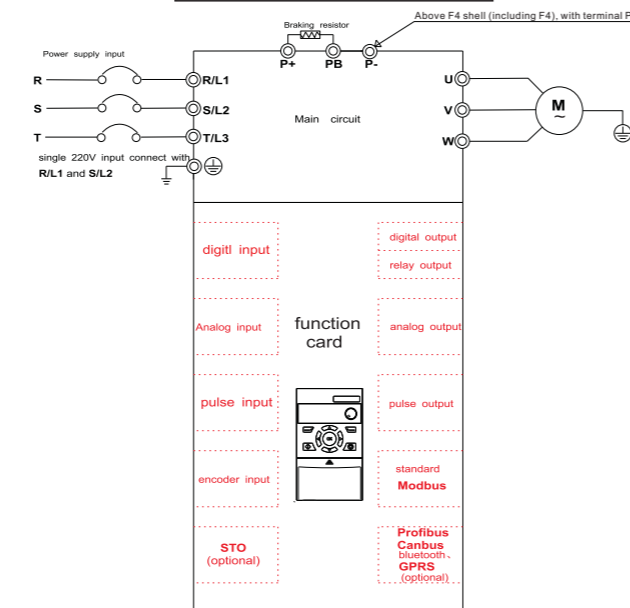 Above F4 shell (including F4), with terminal P
Braking resistor
Power supply input
P+ PB P-
R R/L1 U
S S/L2 Main circuit V M
~
T T/L3 W
single 220V input connect with
R/L1 and S/L2
digitl input
digital output
relay output
Analog input
function
card
analog output
pulse input
pulse output
encoder input
standard
Modbus
STO
(optional)
Profibus
Canbus
bluetooth、
GPRS
(optional)